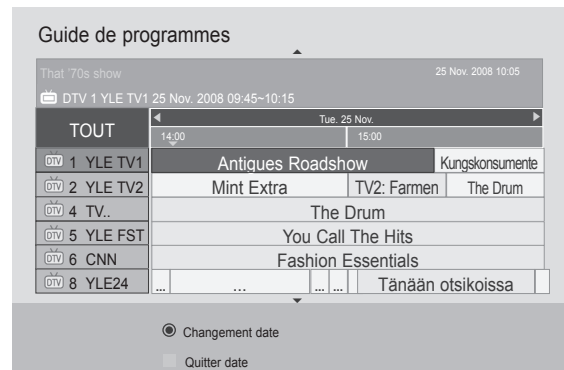 Guide de programmes
That '70s show 25 Nov. 2008 10:05
DTV 1 YLE TV1 25 Nov. 2008 09:45~10:15
TOUT
Tue. 25 Nov.
14:00 15:00
DTV 1 YLE TV1 Antiques Roadshow Kungskonsumente
DTV 2 YLE TV2 Mint Extra TV2: Farmen The Drum
DTV 4 TV.. The Drum
DTV 5 YLE FST You Call The Hits
DTV 6 CNN Fashion Essentials
DTV 8 YLE24 ... ... ... ... Tänään otsikoissa
Changement date
Quitter date